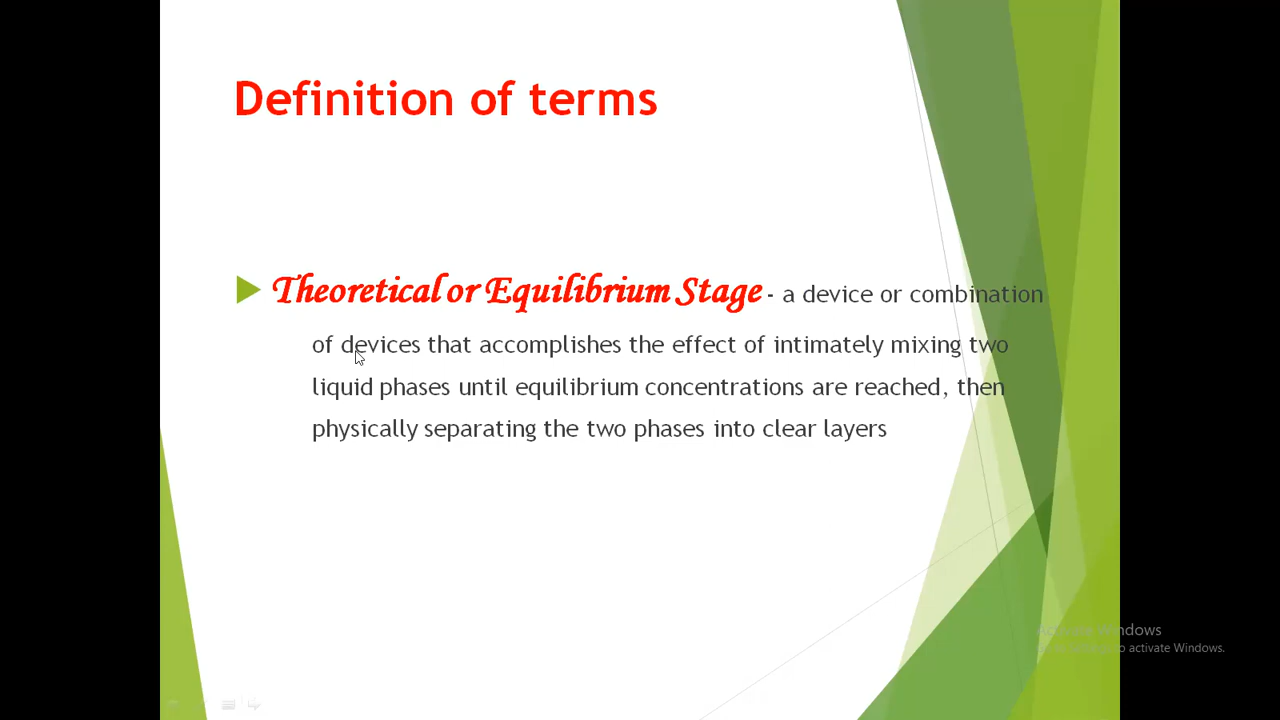 Definition of terms
Theoretical or Equilibrium Stage - a device or combination
of devices that accomplishes the effect of intimately mixing two
liquid phases until equilibrium concentrations are reached, then
physically separating the two phases into clear layers
Activate Windows
to activate Windows.